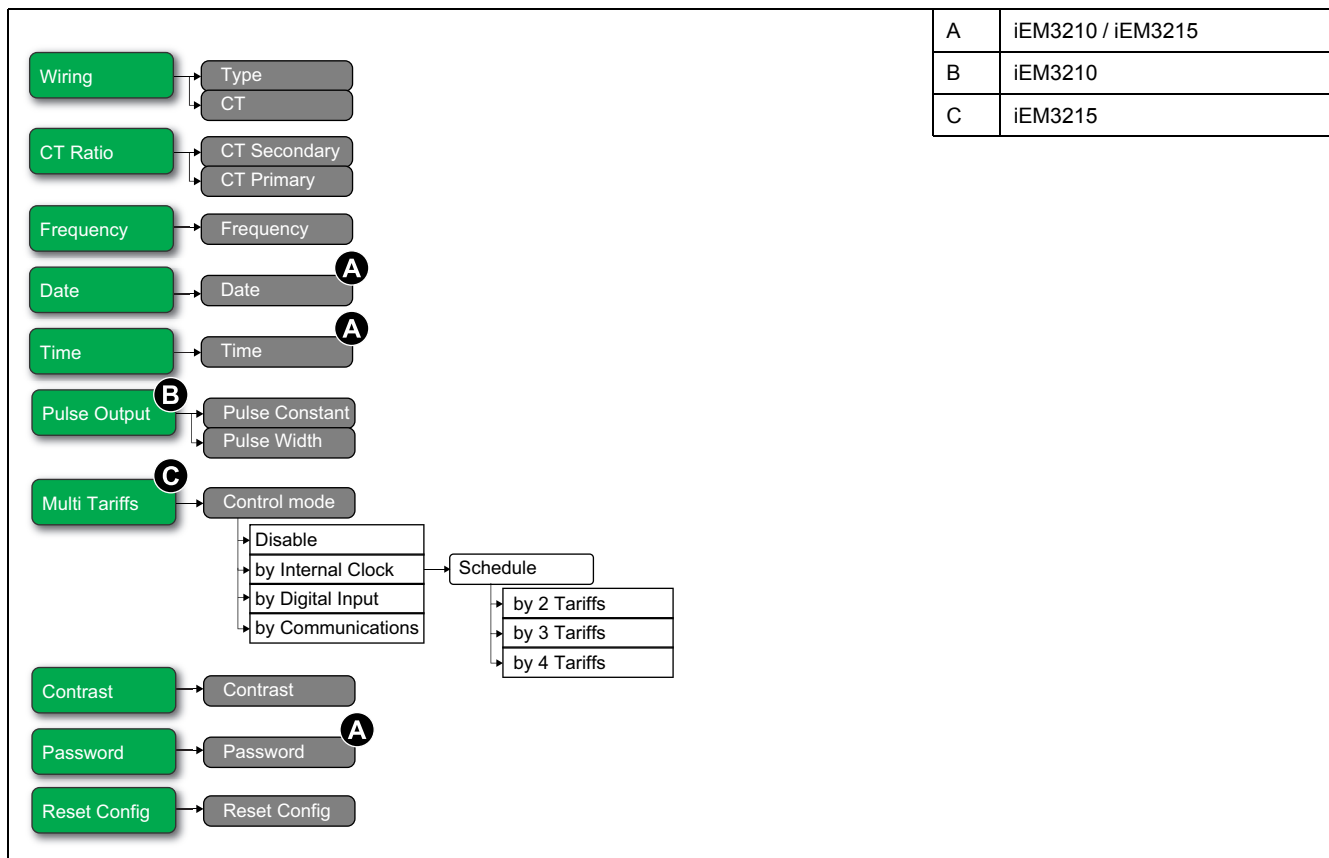 A iEM3210 / iEM3215
B iEM3210
C iEM3215
Wiring
Type
CT
CT Ratio
CT Secondary
CT Primary
Frequency
Frequency
A
Date
Date
A
Time
Time
B
Pulse Output
Pulse Constant
Pulse Width
C
Multi Tariffs
Control mode
Disable
by Internal Clock
Schedule
by Digital Input
by 2 Tariffs
by Communications
by 3 Tariffs
by 4 Tariffs
Contrast
Contrast
A
Password
Password
Reset Config
Reset Config